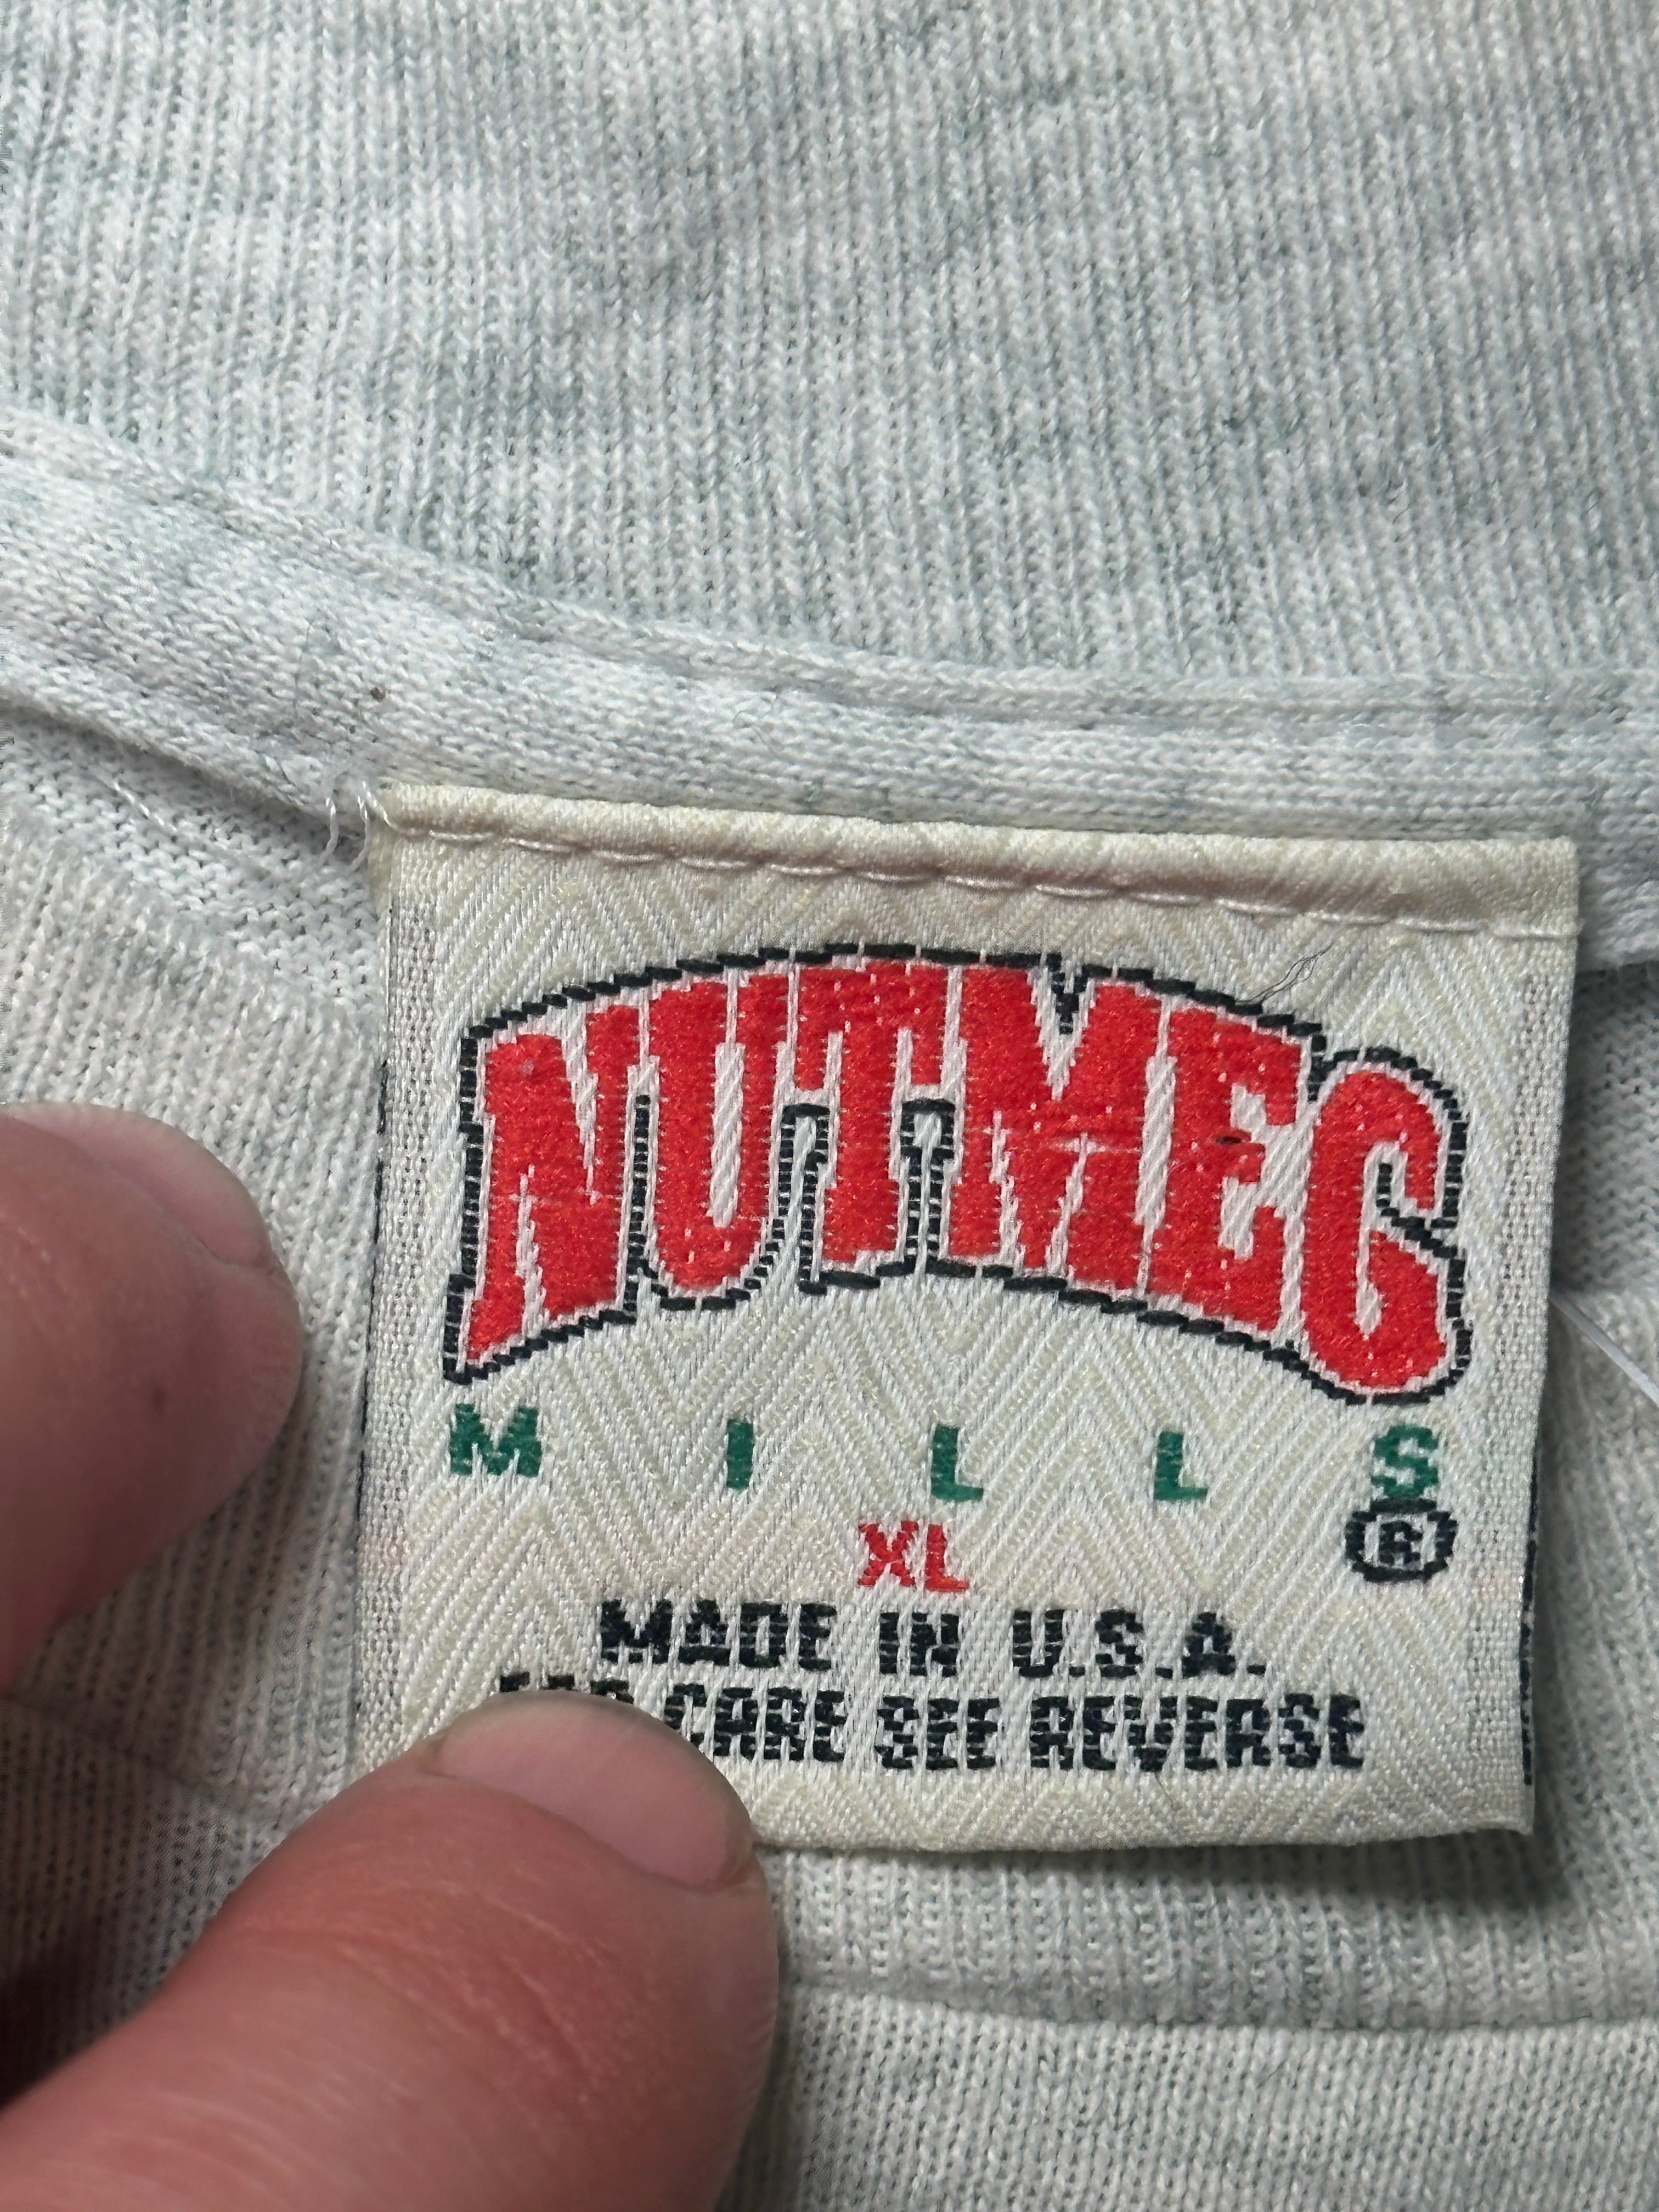 NUTMEG
MILLS
®
XL
MADE IN U.S.A.
CARE SEE REVERSE